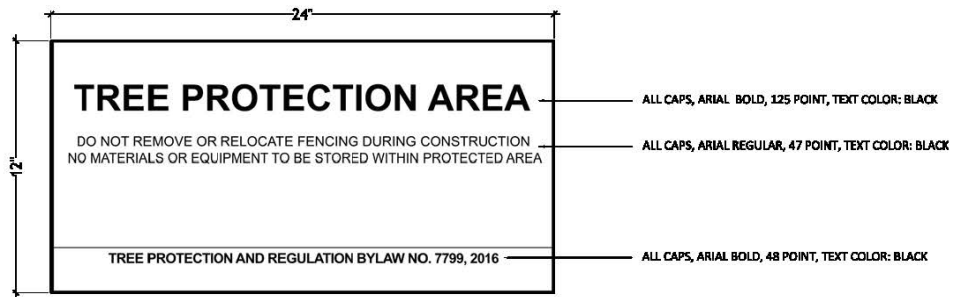 24"
12"
TREE PROTECTION AREA
ALL CAPS, ARIAL BOLD, 125 POINT, TEXT COLOR: BLACK
DO NOT REMOVE OR RELOCATE FENCING DURING CONSTRUCTION
NO MATERIALS OR EQUIPMENT TO BE STORED WITHIN PROTECTED AREA
ALL CAPS, ARIAL REGULAR, 47 POINT, TEXT COLOR: BLACK
TREE PROTECTION AND REGULATION BYLAW NO. 7799, 2016
ALL CAPS, ARIAL BOLD, 48 POINT, TEXT COLOR: BLACK